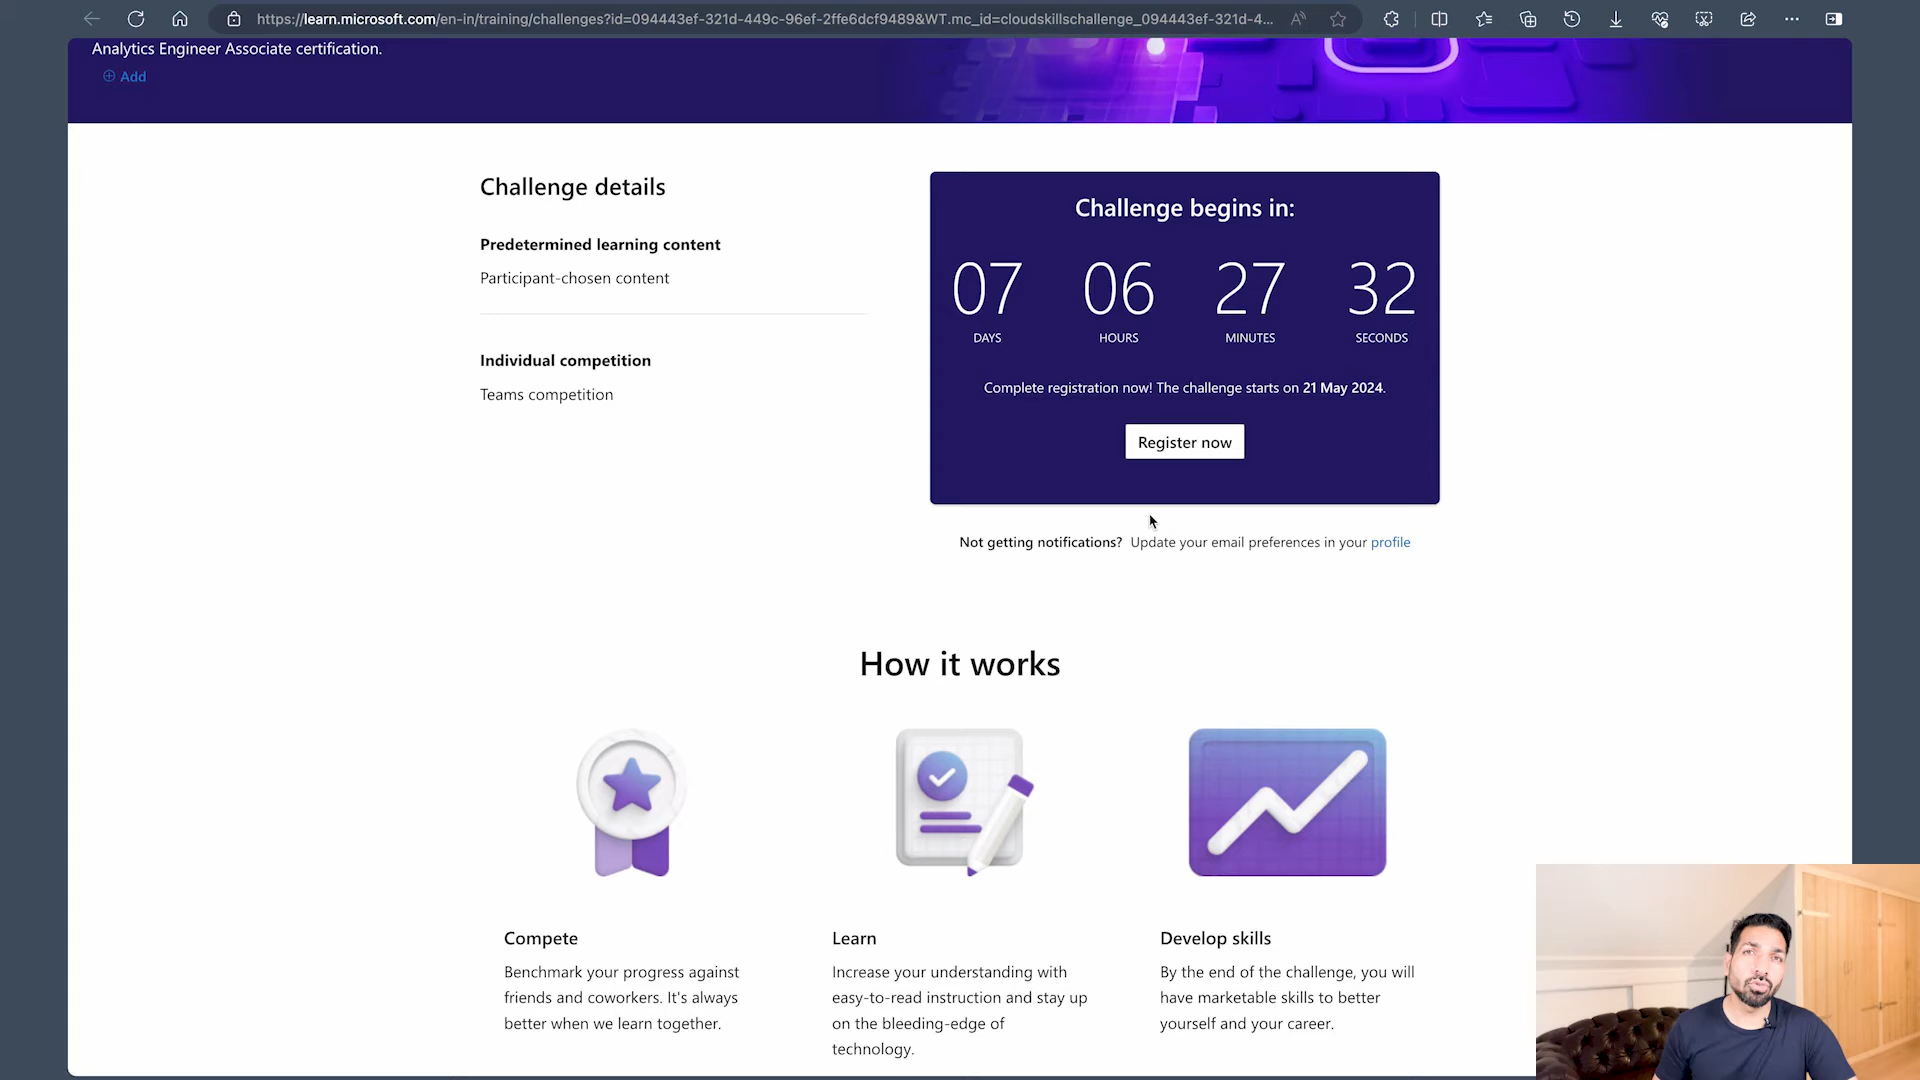 https://learn.microsoft.com/en-in/training/challenges?id=094443ef-321d-449c-96ef-2ffe6dcf9489&WT.mc_id=cloudskillschallenge_094443ef-321d-4...
Analytics Engineer Associate certification.
Add
Challenge details
Predetermined learning content
Participant-chosen content
Individual competition
Teams competition
Challenge begins in:
07 06 27 32
DAYS HOURS MINUTES SECONDS
Complete registration now! The challenge starts on 21 May 2024.
Register now
Not getting notifications? Update your email preferences in your profile
How it works
Compete
Benchmark your progress against
friends and coworkers. It's always
better when we learn together.
Learn
Increase your understanding with
easy-to-read instruction and stay up
on the bleeding-edge of
technology.
Develop skills
By the end of the challenge, you will
have marketable skills to better
yourself and your career.